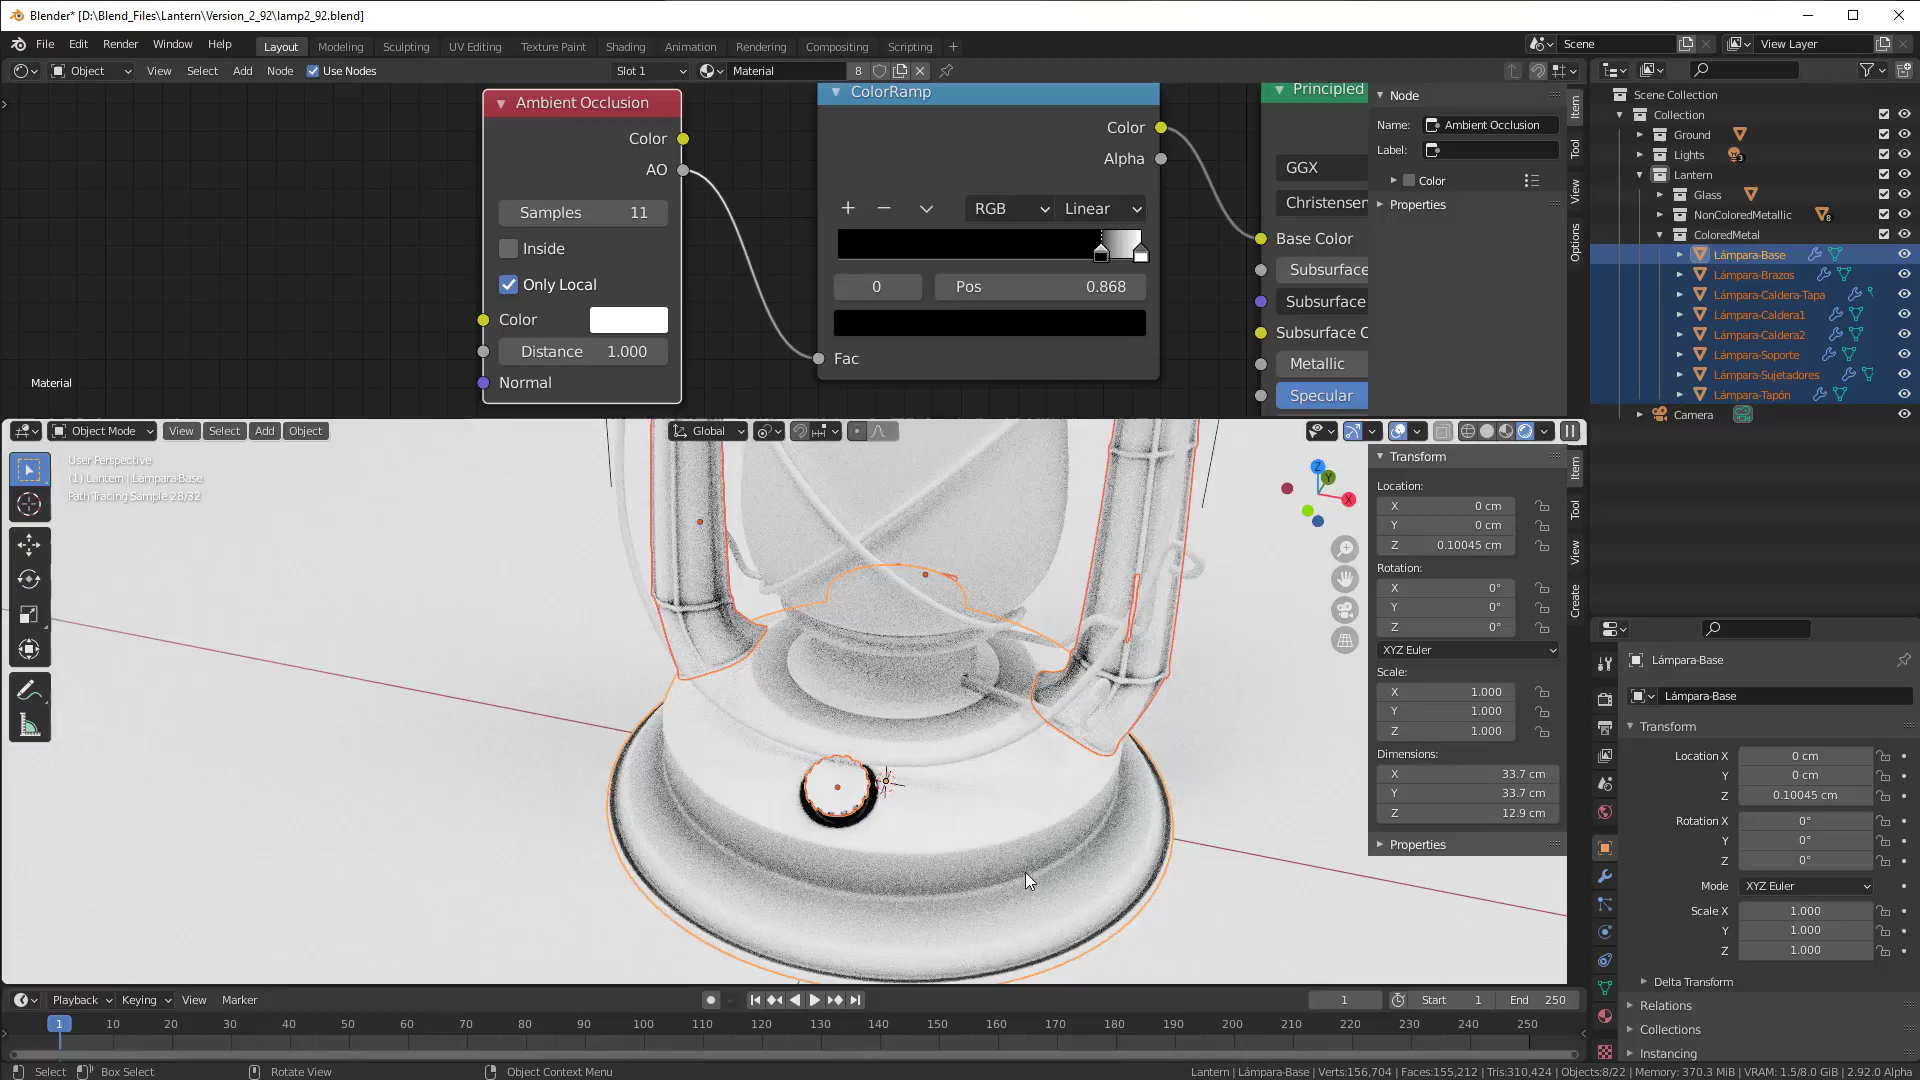 Blender* [D:\Blend_Files\Lantern\Version_2_92\lamp2_92.blend]
File Edit Render Window Help Layout Modeling Sculpting UV Editing Texture Paint Shading Animation Rendering Compositing Scripting + Scene View Layer
Object View Select Add Node Use Nodes Slot 1 Material 8
Ambient Occlusion
Color
AO
Samples 11
Inside
Only Local
Color
Distance 1.000
Normal
Material
ColorRamp
Color
Alpha
RGB Linear
0 Pos 0.868
Fac
Principled
GGX
Christensen
Base Color
Subsurface
Subsurface
Subsurface C
Metallic
Specular
Node
Name: Ambient Occlusion
Label:
Color
Properties
Item
Tool
View
Options
Scene Collection
Collection
Ground
Lights 3
Lantern
Glass
NonColoredMetallic 8
ColoredMetal
Lámpara-Base
Lámpara-Brazos
Lámpara-Caldera-Tapa
Lámpara-Caldera1
Lámpara-Caldera2
Lámpara-Soporte
Lámpara-Sujetadores
Lámpara-Tapón
Camera
Object Mode View Select Add Object Global
User Perspective
(1) Lantern | Lámpara-Base
Path Tracing Sample 28/32
Z
Y
X
Transform
Location:
X 0 cm
Y 0 cm
Z 0.10045 cm
Rotation:
X 0°
Y 0°
Z 0°
XYZ Euler
Scale:
X 1.000
Y 1.000
Z 1.000
Dimensions:
X 33.7 cm
Y 33.7 cm
Z 12.9 cm
Properties
Item
Tool
View
Create
Lámpara-Base
Lámpara-Base
Transform
Location X 0 cm
Y 0 cm
Z 0.10045 cm
Rotation X 0°
Y 0°
Z 0°
Mode XYZ Euler
Scale X 1.000
Y 1.000
Z 1.000
Delta Transform
Relations
Collections
Instancing
Playback Keying View Marker 1 Start 1 End 250
1 10 20 30 40 50 60 70 80 90 100 110 120 130 140 150 160 170 180 190 200 210 220 230 240 250
Select Box Select Rotate View Object Context Menu Lantern | Lámpara-Base | Verts:156,704 | Faces:155,212 | Tris:310,424 | Objects:8/22 | Memory: 370.3 MiB | VRAM: 1.5/8.0 GiB | 2.92.0 Alpha